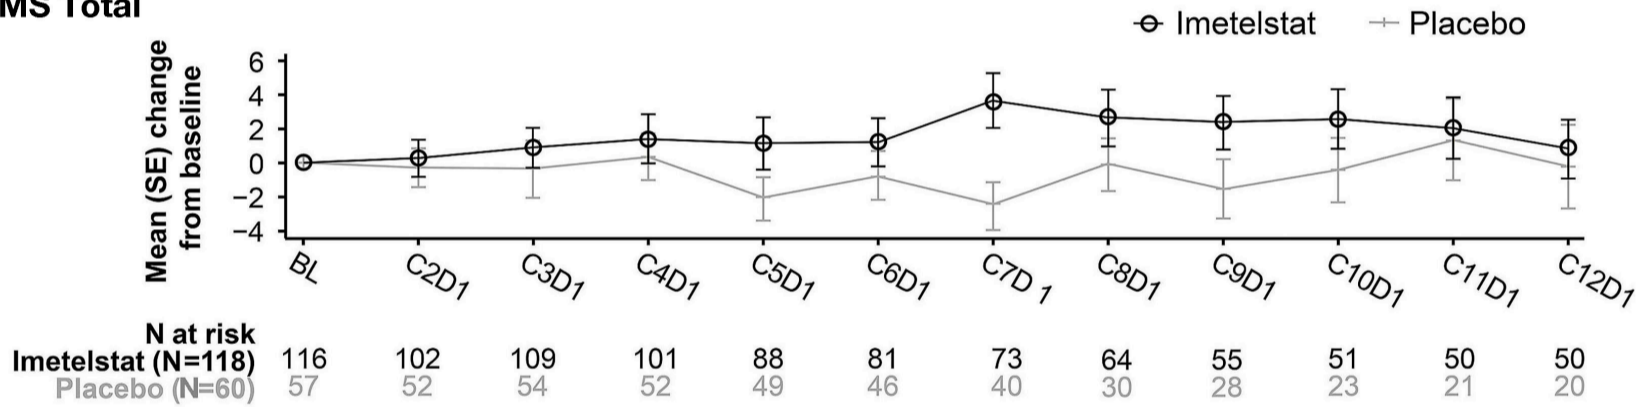 MS Total
Imetelstat Placebo
Mean (SE) change
from baseline
6
4
2
0
−2
−4
BL C2D1 C3D1 C4D1 C5D1 C6D1 C7D 1 C8D1 C9D1 C10D1 C11D1 C12D1
N at risk
Imetelstat (N=118) 116 102 109 101 88 81 73 64 55 51 50 50
Placebo (N=60) 57 52 54 52 49 46 40 30 28 23 21 20